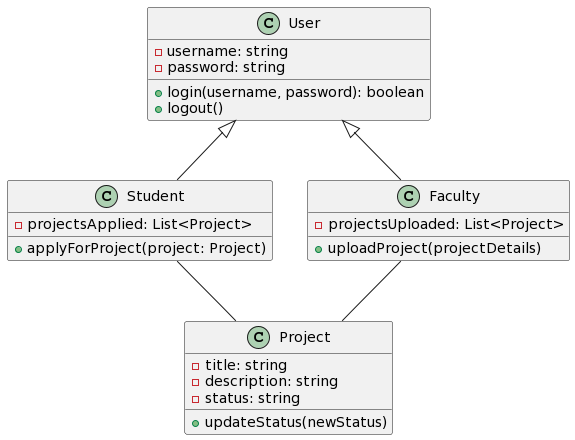 C User
username: string
password: string
login(username, password): boolean
logout()
C Student
projectsApplied: List<Project>
applyForProject(project: Project)
C Faculty
projectsUploaded: List<Project>
uploadProject(projectDetails)
C Project
title: string
description: string
status: string
updateStatus(newStatus)